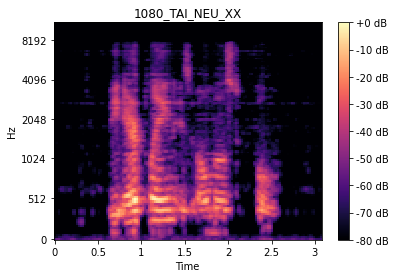 1080_TAI_NEU_XX
+0 dB
8192
-10 dB
4096
-20 dB
-30 dB
2048
-40 dB
Hz
1024
-50 dB
512
-60 dB
-70 dB
0
-80 dB
0 0.5 1 1.5 2 2.5 3
Time